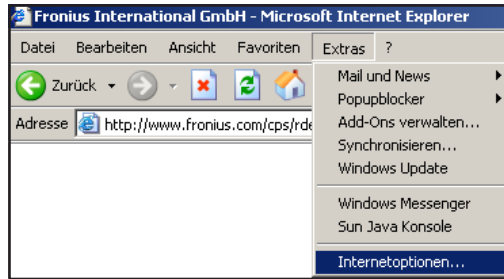 Fronius International GmbH - Microsoft Internet Explorer
Datei Bearbeiten Ansicht Favoriten Extras ?
Zurück
Adresse http://www.fronius.com/cps/rde
Mail und News
Popupblocker
Add-Ons verwalten...
Synchronisieren...
Windows Update
Windows Messenger
Sun Java Konsole
Internetoptionen...